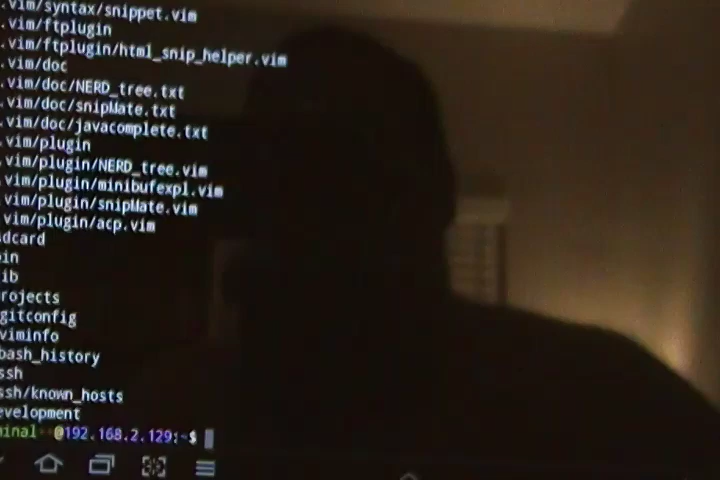 .vim/syntax/snippet.vim
.vim/ftplugin
.vim/ftplugin/html_snip_helper.vim
.vim/doc
.vim/doc/NERD_tree.txt
.vim/doc/snipMate.txt
.vim/doc/javacomplete.txt
.vim/plugin
.vim/plugin/NERD_tree.vim
.vim/plugin/minibufexpl.vim
.vim/plugin/snipMate.vim
.vim/plugin/acp.vim
dcard
in
ib
rojects
gitconfig
viminfo
bash_history
ssh
ssh/known_hosts
evelopment
inal @192.168.2.129:~$